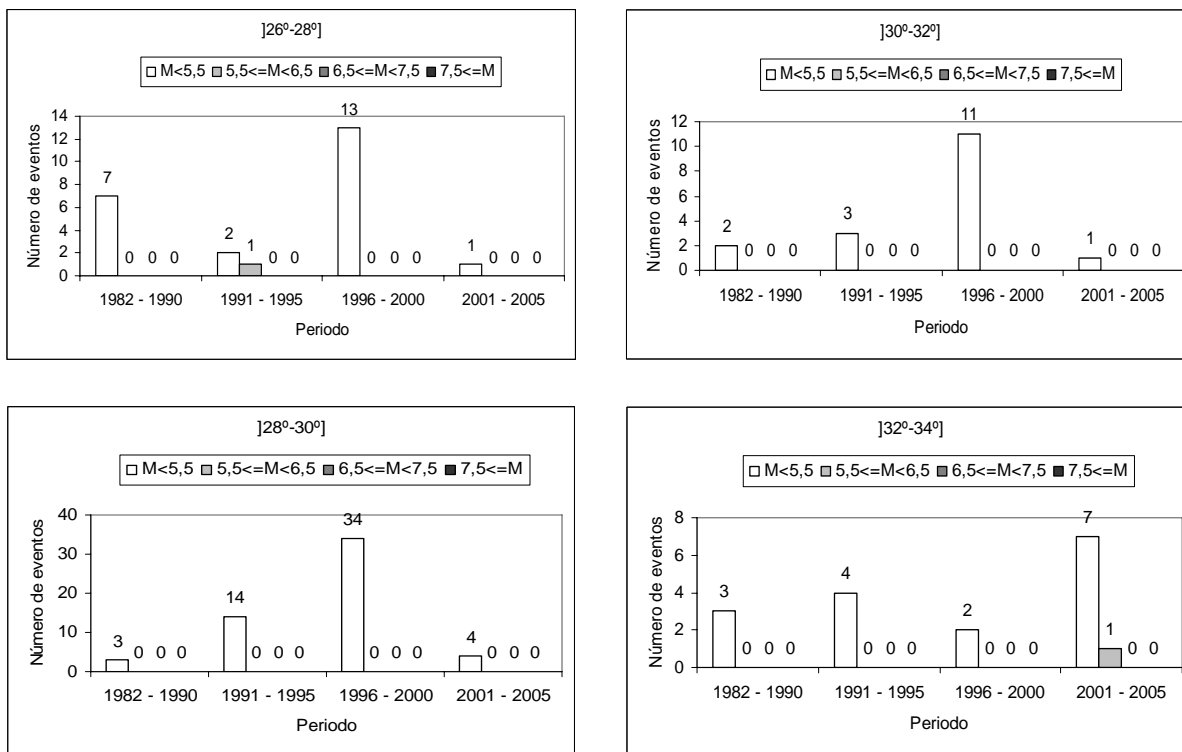 ]26º-28º]
M<5,5 5,5<=M<6,5 6,5<=M<7,5 7,5<=M
Número de eventos
14
12
10
8
6
4
2
0
7 0 0 0
2 1 0 0
13 0 0 0
1 0 0 0
1982 - 1990 1991 - 1995 1996 - 2000 2001 - 2005
Periodo
]30º-32º]
M<5,5 5,5<=M<6,5 6,5<=M<7,5 7,5<=M
Número de eventos
12
10
8
6
4
2
0
2 0 0 0
3 0 0 0
11 0 0 0
1 0 0 0
1982 - 1990 1991 - 1995 1996 - 2000 2001 - 2005
Periodo
]28º-30º]
M<5,5 5,5<=M<6,5 6,5<=M<7,5 7,5<=M
Número de eventos
40
30
20
10
0
3 0 0 0
14 0 0 0
34 0 0 0
4 0 0 0
1982 - 1990 1991 - 1995 1996 - 2000 2001 - 2005
Periodo
]32º-34º]
M<5,5 5,5<=M<6,5 6,5<=M<7,5 7,5<=M
Número de eventos
8
6
4
2
0
3 0 0 0
4 0 0 0
2 0 0 0
7 1 0 0
1982 - 1990 1991 - 1995 1996 - 2000 2001 - 2005
Periodo